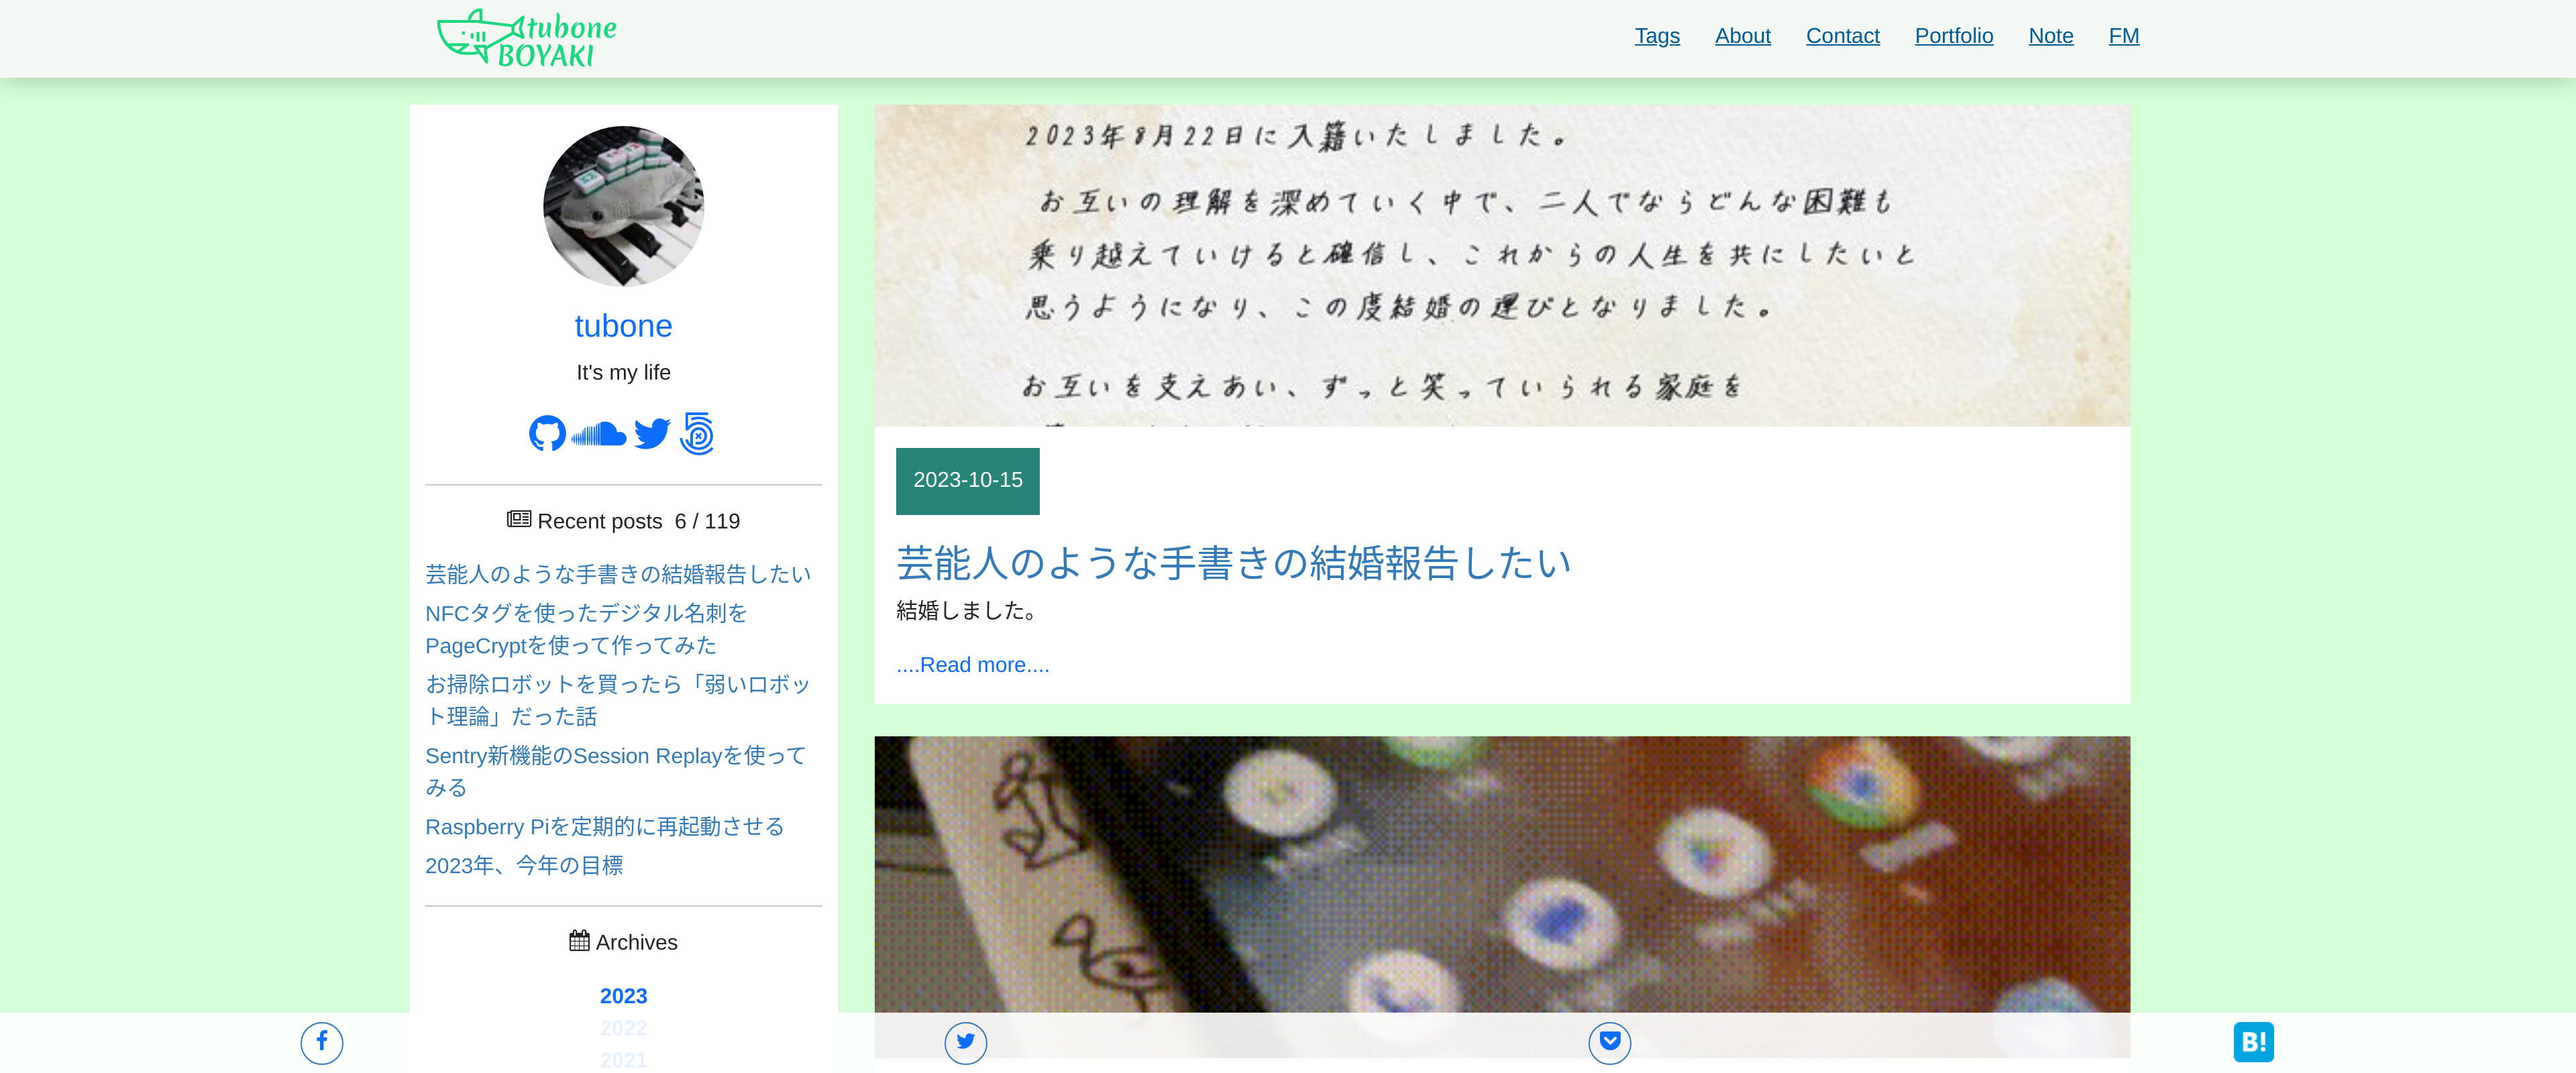 tubone
BOYAKI
Tags
About
Contact
Portfolio
Note
FM
tubone
It's my life
Recent posts 6 / 119
芸能人のような手書きの結婚報告したい
NFCタグを使ったデジタル名刺を
PageCryptを使って作ってみた
お掃除ロボットを買ったら「弱いロボッ
ト理論」だった話
Sentry新機能のSession Replayを使って
みる
Raspberry Piを定期的に再起動させる
2023年、今年の目標
Archives
2023
2022
2021
2023年8月22日に入籍いたしました。
お互いの理解を深めていく中で、二人でならどんな困難も
乗り越えていけると確信し、これからの人生を共にしたいと
思うようになり、この度結婚の運びとなりました。
お互いを支えあい、ずっと笑っていられる家庭を
2023-10-15
芸能人のような手書きの結婚報告したい
結婚しました。
....Read more....
B!